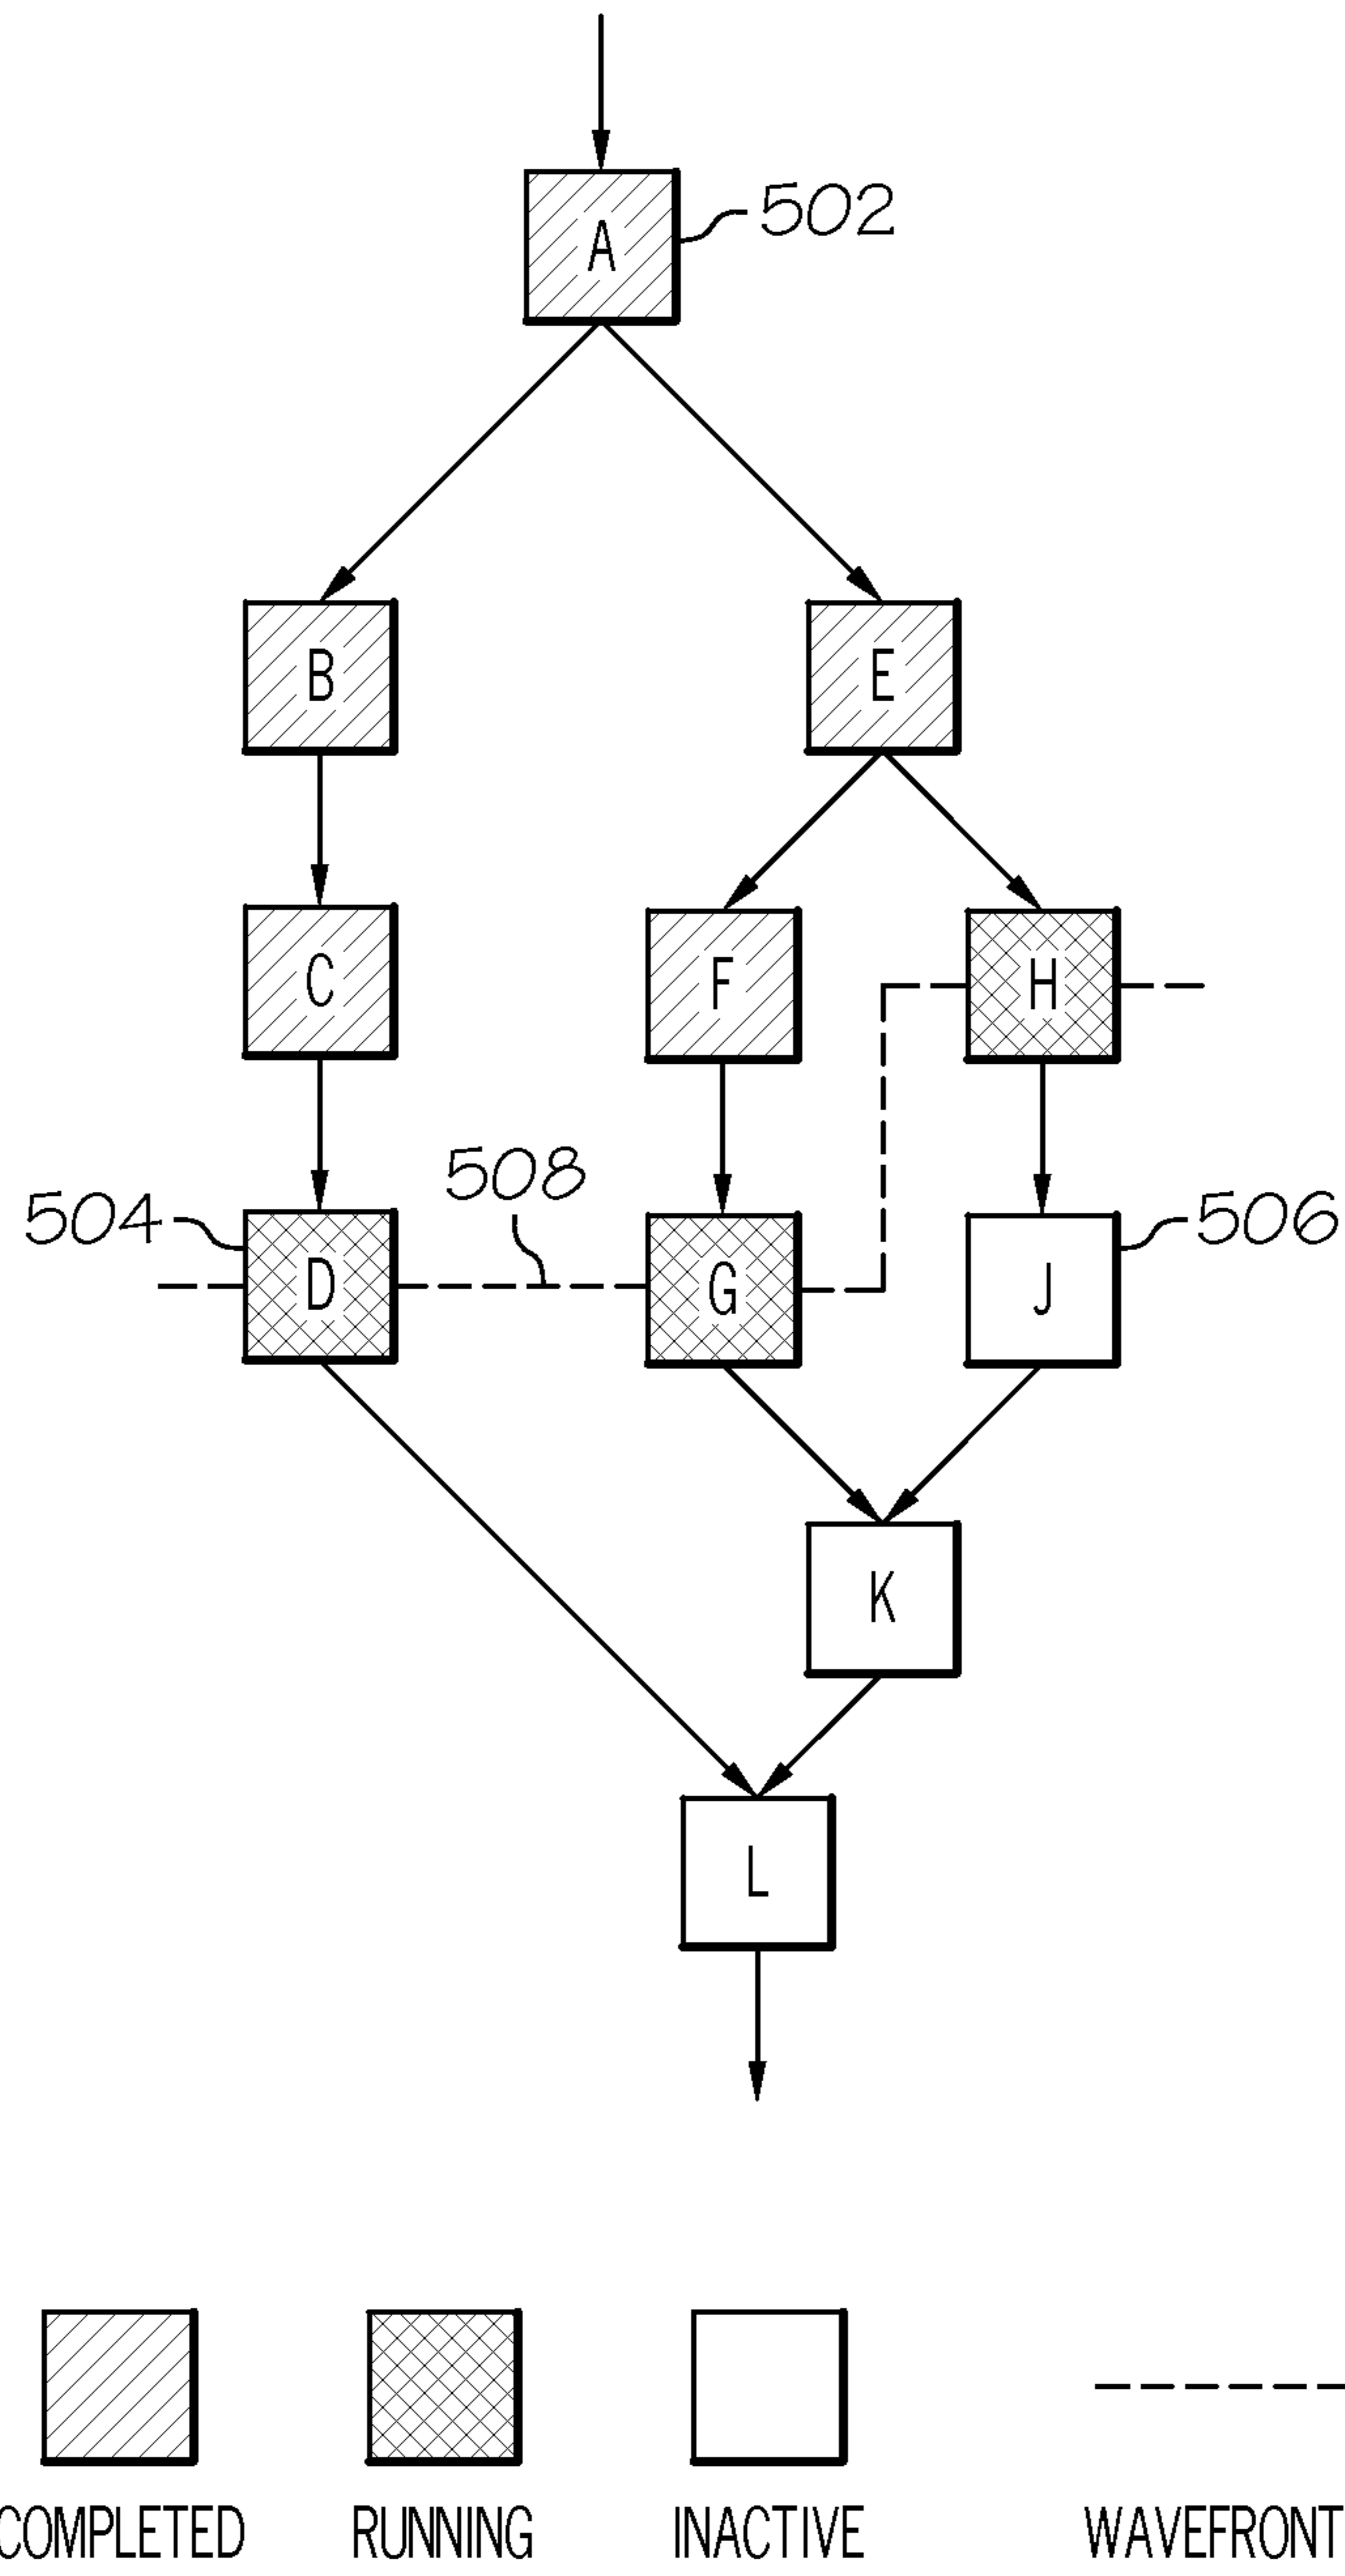 A 502
B E
C F H
508
504 D G J 506
K
L
COMPLETED RUNNING INACTIVE WAVEFRONT